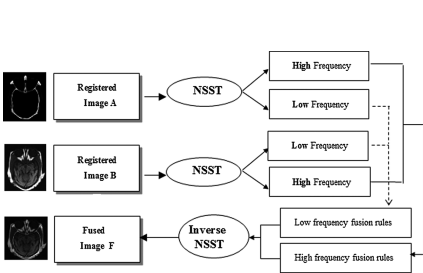 Registered
Image A
NSST
High Frequency
Low Frequency
Registered
Image B
NSST
Low Frequency
High Frequency
Fused
Image F
Inverse
NSST
Low frequency fusion rules
High frequency fusion rules